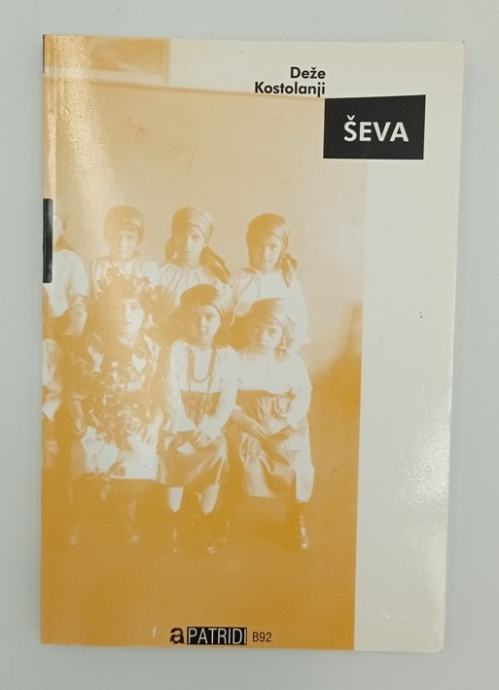 Deže
Kostolanji
ŠEVA
aPATRIDI B92